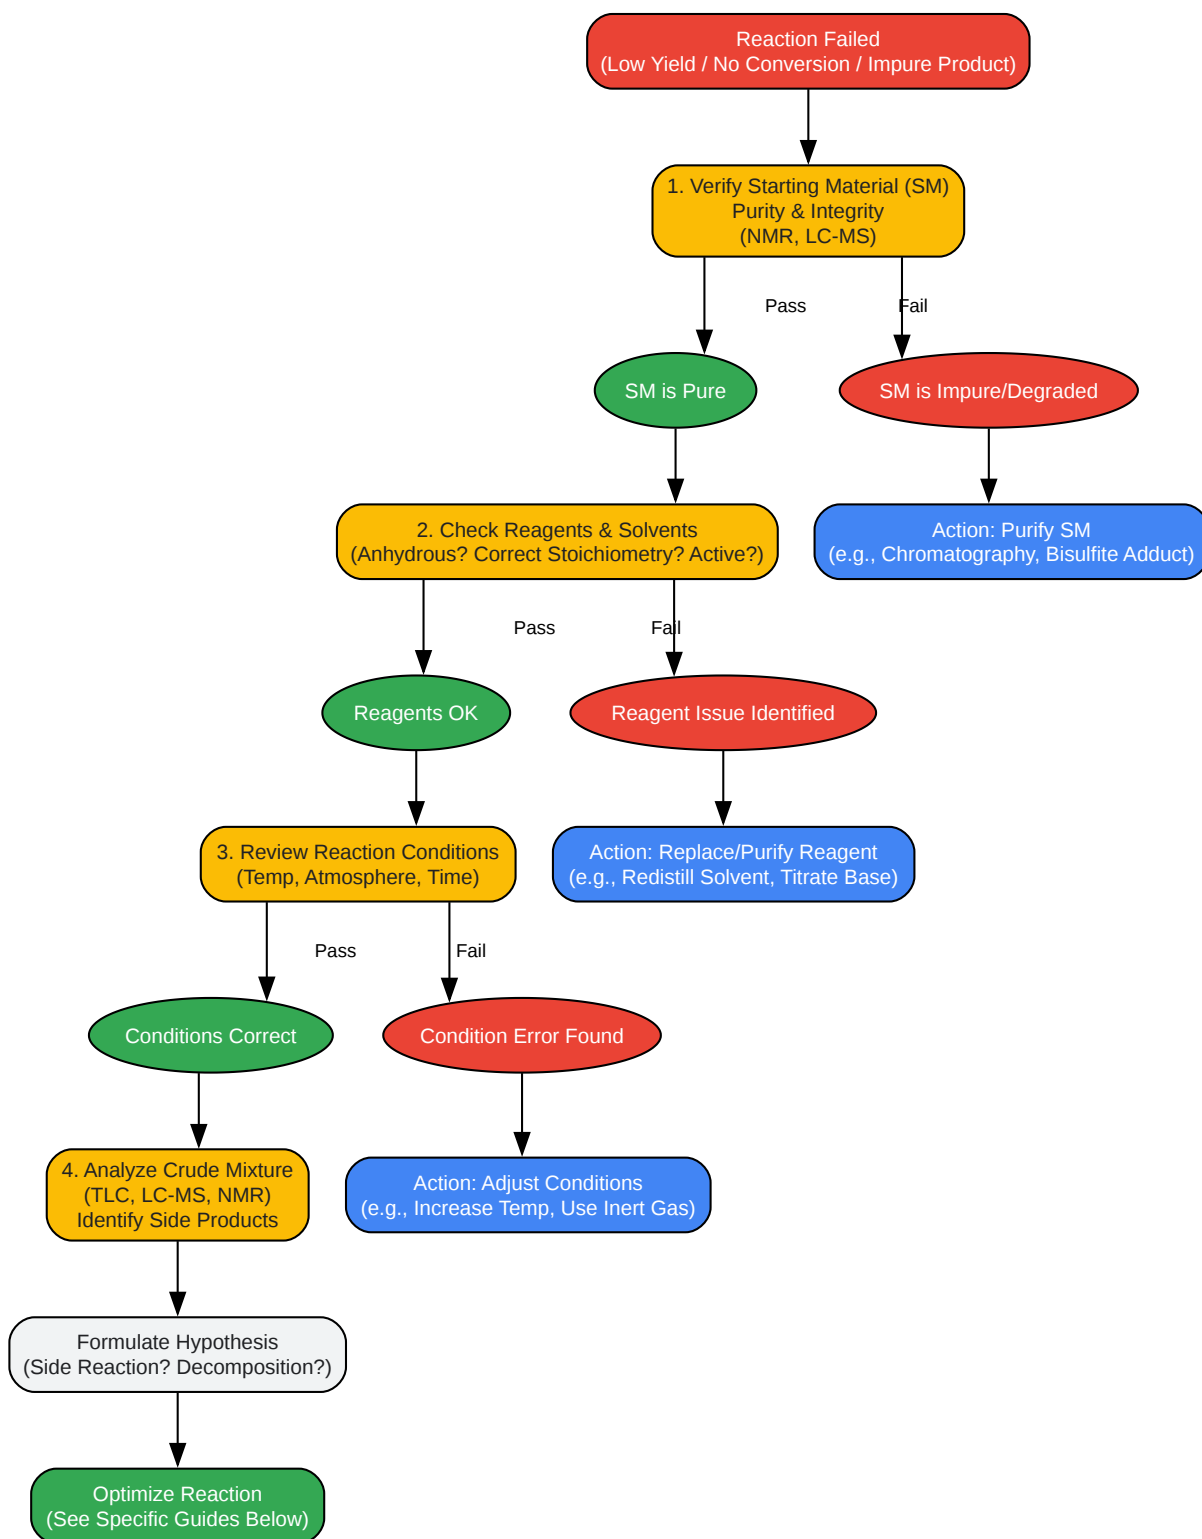 Reaction Failed
(Low Yield / No Conversion / Impure Product)
1. Verify Starting Material (SM)
Purity & Integrity
(NMR, LC-MS)
Pass
Fail
SM is Pure
SM is Impure/Degraded
2. Check Reagents & Solvents
(Anhydrous? Correct Stoichiometry? Active?)
Action: Purify SM
(e.g., Chromatography, Bisulfite Adduct)
Pass
Fail
Reagents OK
Reagent Issue Identified
3. Review Reaction Conditions
(Temp, Atmosphere, Time)
Action: Replace/Purify Reagent
(e.g., Redistill Solvent, Titrate Base)
Pass
Fail
Conditions Correct
Condition Error Found
4. Analyze Crude Mixture
(TLC, LC-MS, NMR)
Identify Side Products
Action: Adjust Conditions
(e.g., Increase Temp, Use Inert Gas)
Formulate Hypothesis
(Side Reaction? Decomposition?)
Optimize Reaction
(See Specific Guides Below)